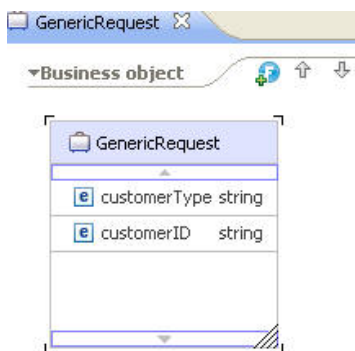 GenericRequest
Business object
GenericRequest
e customerType string
e customerID string